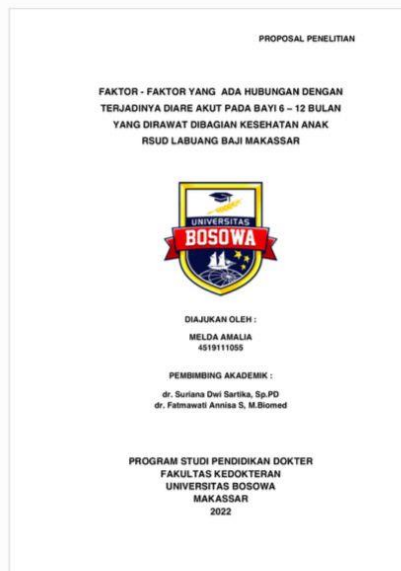 PROPOSAL PENELITIAN
FAKTOR - FAKTOR YANG ADA HUBUNGAN DENGAN
TERJADINYA DIARE AKUT PADA BAYI 6 – 12 BULAN
YANG DIRAWAT DIBAGIAN KESEHATAN ANAK
RSUD LABUANG BAJI MAKASSAR
UNIVERSITAS
BOSOWA
DIAJUKAN OLEH :
MELDA AMALIA
4519111055
PEMBIMBING AKADEMIK :
dr. Suriana Dwi Sartika, Sp.PD
dr. Fatmawati Annisa S, M.Biomed
PROGRAM STUDI PENDIDIKAN DOKTER
FAKULTAS KEDOKTERAN
UNIVERSITAS BOSOWA
MAKASSAR
2022